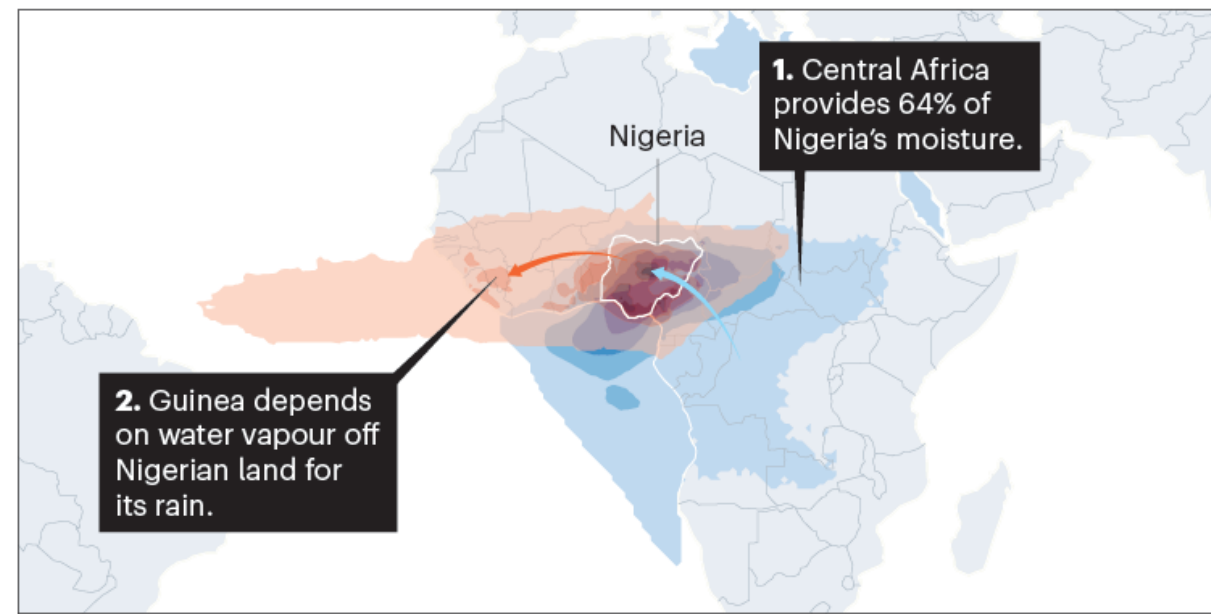 1. Central Africa
provides 64% of
Nigeria’s moisture.
Nigeria
2. Guinea depends
on water vapour off
Nigerian land for
its rain.